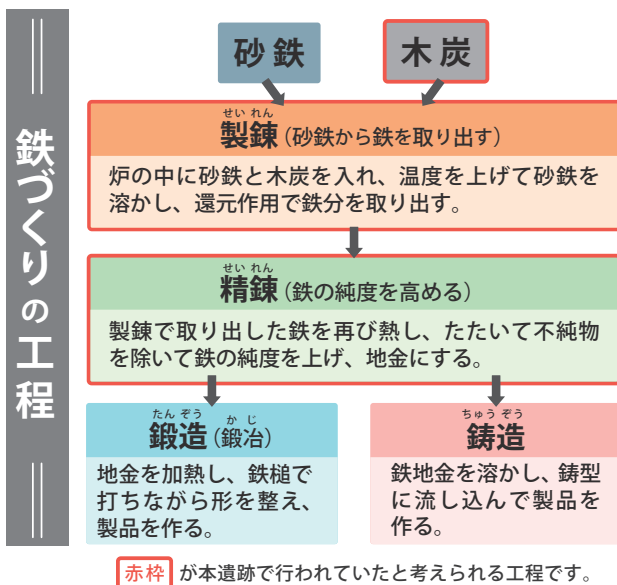 鉄づくりの工程
砂鉄
木炭
せいれん
製錬(砂鉄から鉄を取り出す)
炉の中に砂鉄と木炭を入れ、温度を上げて砂鉄を
溶かし、還元作用で鉄分を取り出す。
せいれん
精錬(鉄の純度を高める)
製錬で取り出した鉄を再び熱し、たたいて不純物
を除いて鉄の純度を上げ、地金にする。
たんぞう かじ
鍛造(鍛冶)
地金を加熱し、鉄槌で
打ちながら形を整え、
製品を作る。
ちゅうぞう
鋳造
鉄地金を溶かし、鋳型
に流し込んで製品を
作る。
赤枠 が本遺跡で行われていたと考えられる工程です。